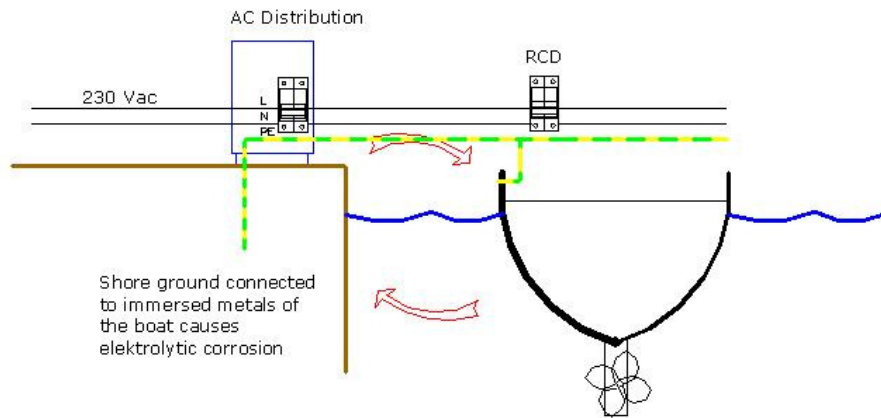 AC Distribution
RCD
230 Vac
L
N
PE
Shore ground connected
to immersed metals of
the boat causes
elektrolytic corrosion